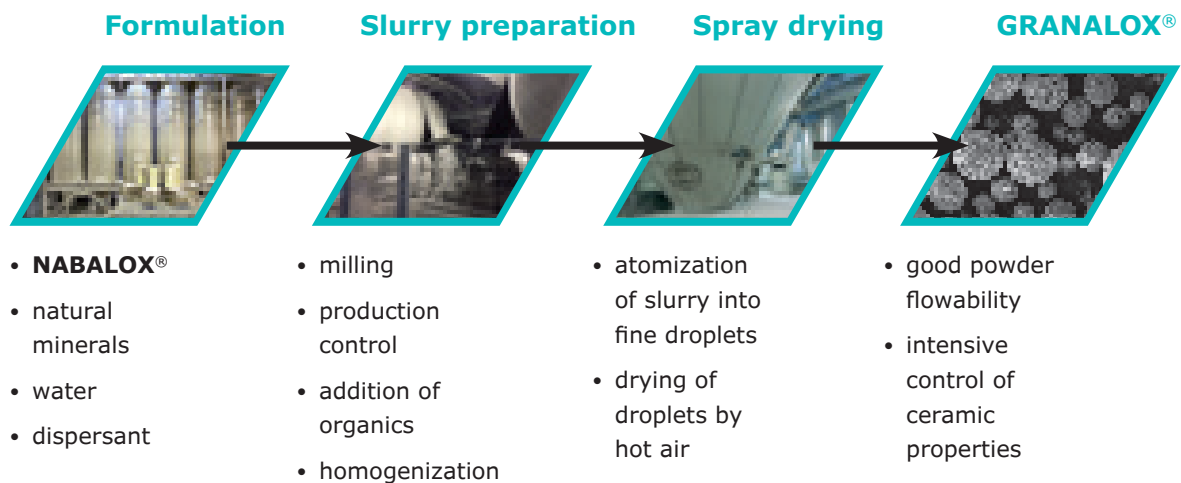 Formulation
Slurry preparation
Spray drying
GRANALOX®
• NABALOX®
• natural
minerals
• water
• dispersant
• milling
• production
control
• addition of
organics
• homogenization
• atomization
of slurry into
fine droplets
• drying of
droplets by
hot air
• good powder
flowability
• intensive
control of
ceramic
properties